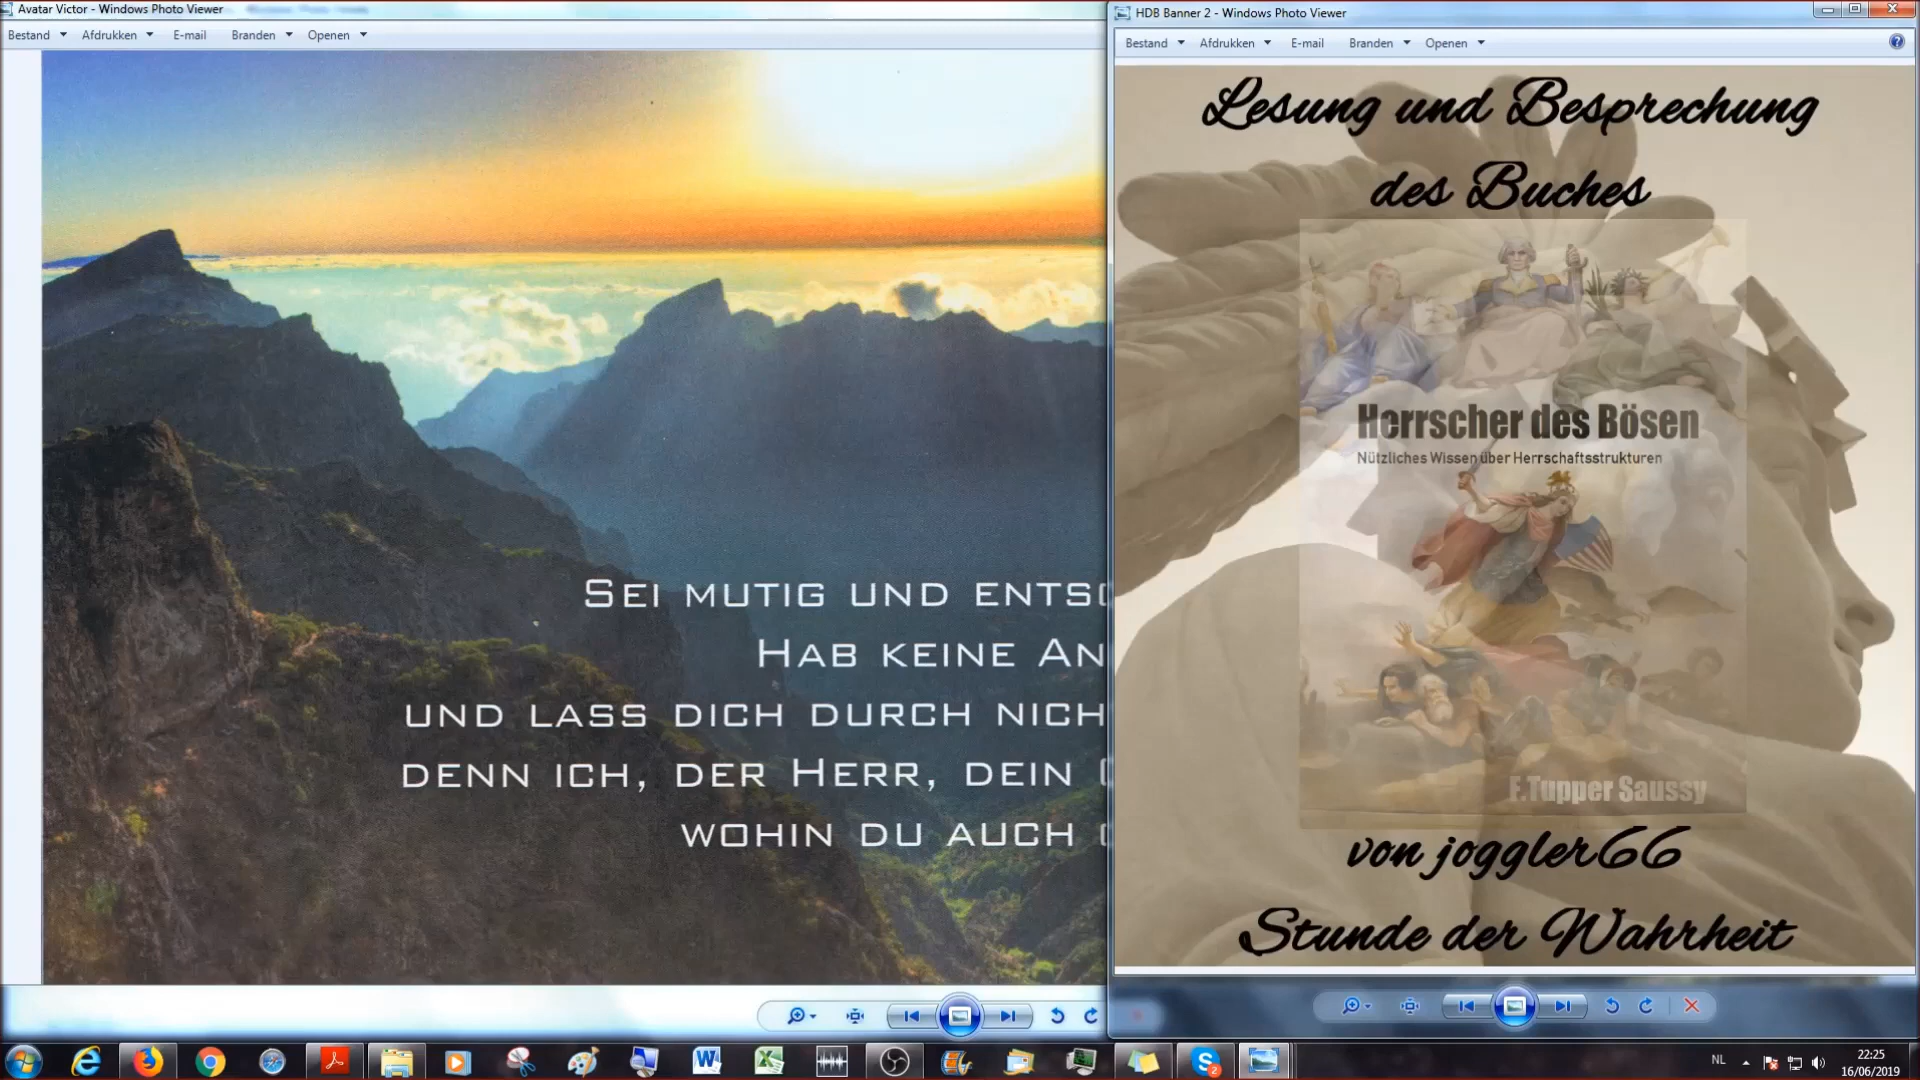 Avatar Victor - Windows Photo Viewer
Bestand Afdrukken E-mail Branden Openen
SEI MUTIG UND ENTSC
HAB KEINE AN
UND LASS DICH DURCH NICH
DENN ICH, DER HERR, DEIN
WOHIN DU AUCH
HDB Banner 2 - Windows Photo Viewer
Bestand Afdrukken E-mail Branden Openen
Lesung und Besprechung
des Buches
Herrscher des Bösen
Nützliches Wissen über Herrschaftsstrukturen
F.Tupper Saussy
von joggler66
Stunde der Wahrheit
NL
22:25
16/06/2019